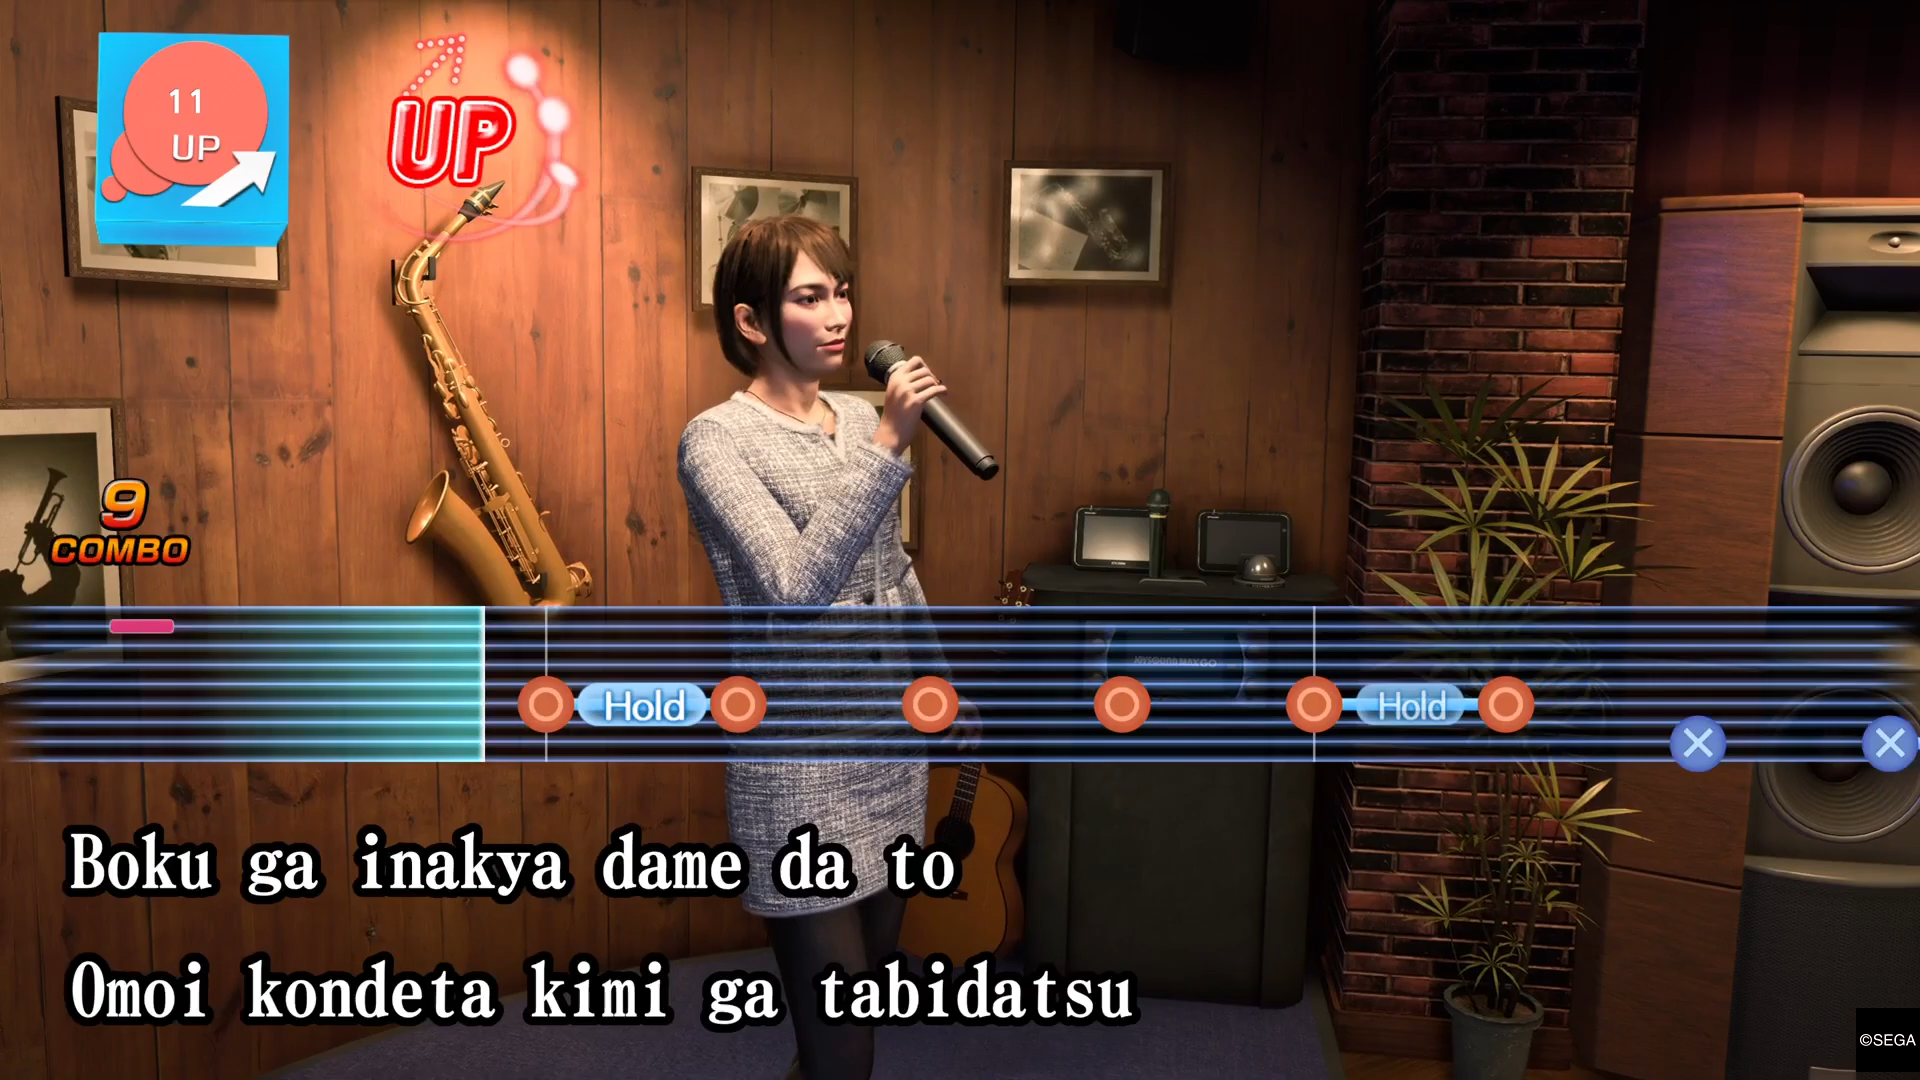 11
UP
UP
9
COMBO
Hold
Hold
Boku ga inakya dame da to
Omoi kondeta kimi ga tabidatsu
©SEGA